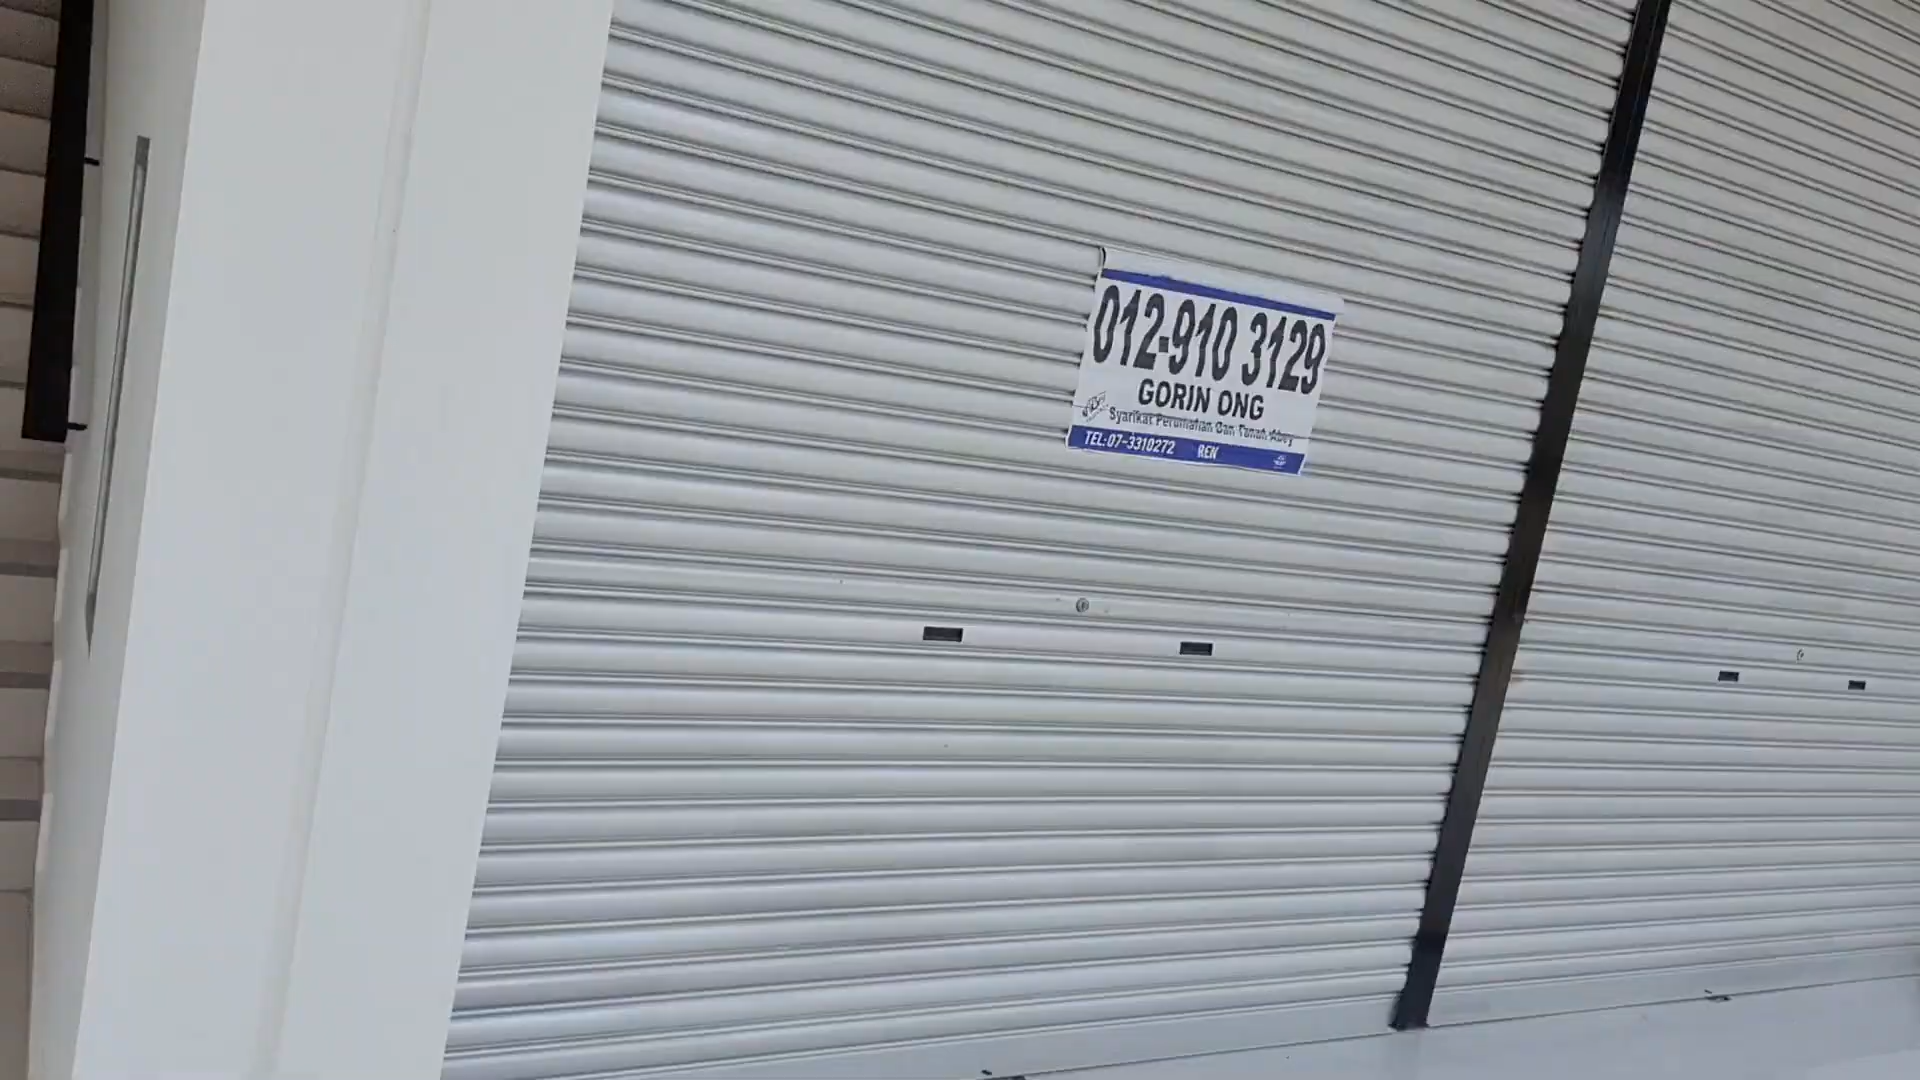 012-910 3129
GORIN ONG
Syarikat Perumahan Dan Tanah Abey
TEL:07-3310272 REN